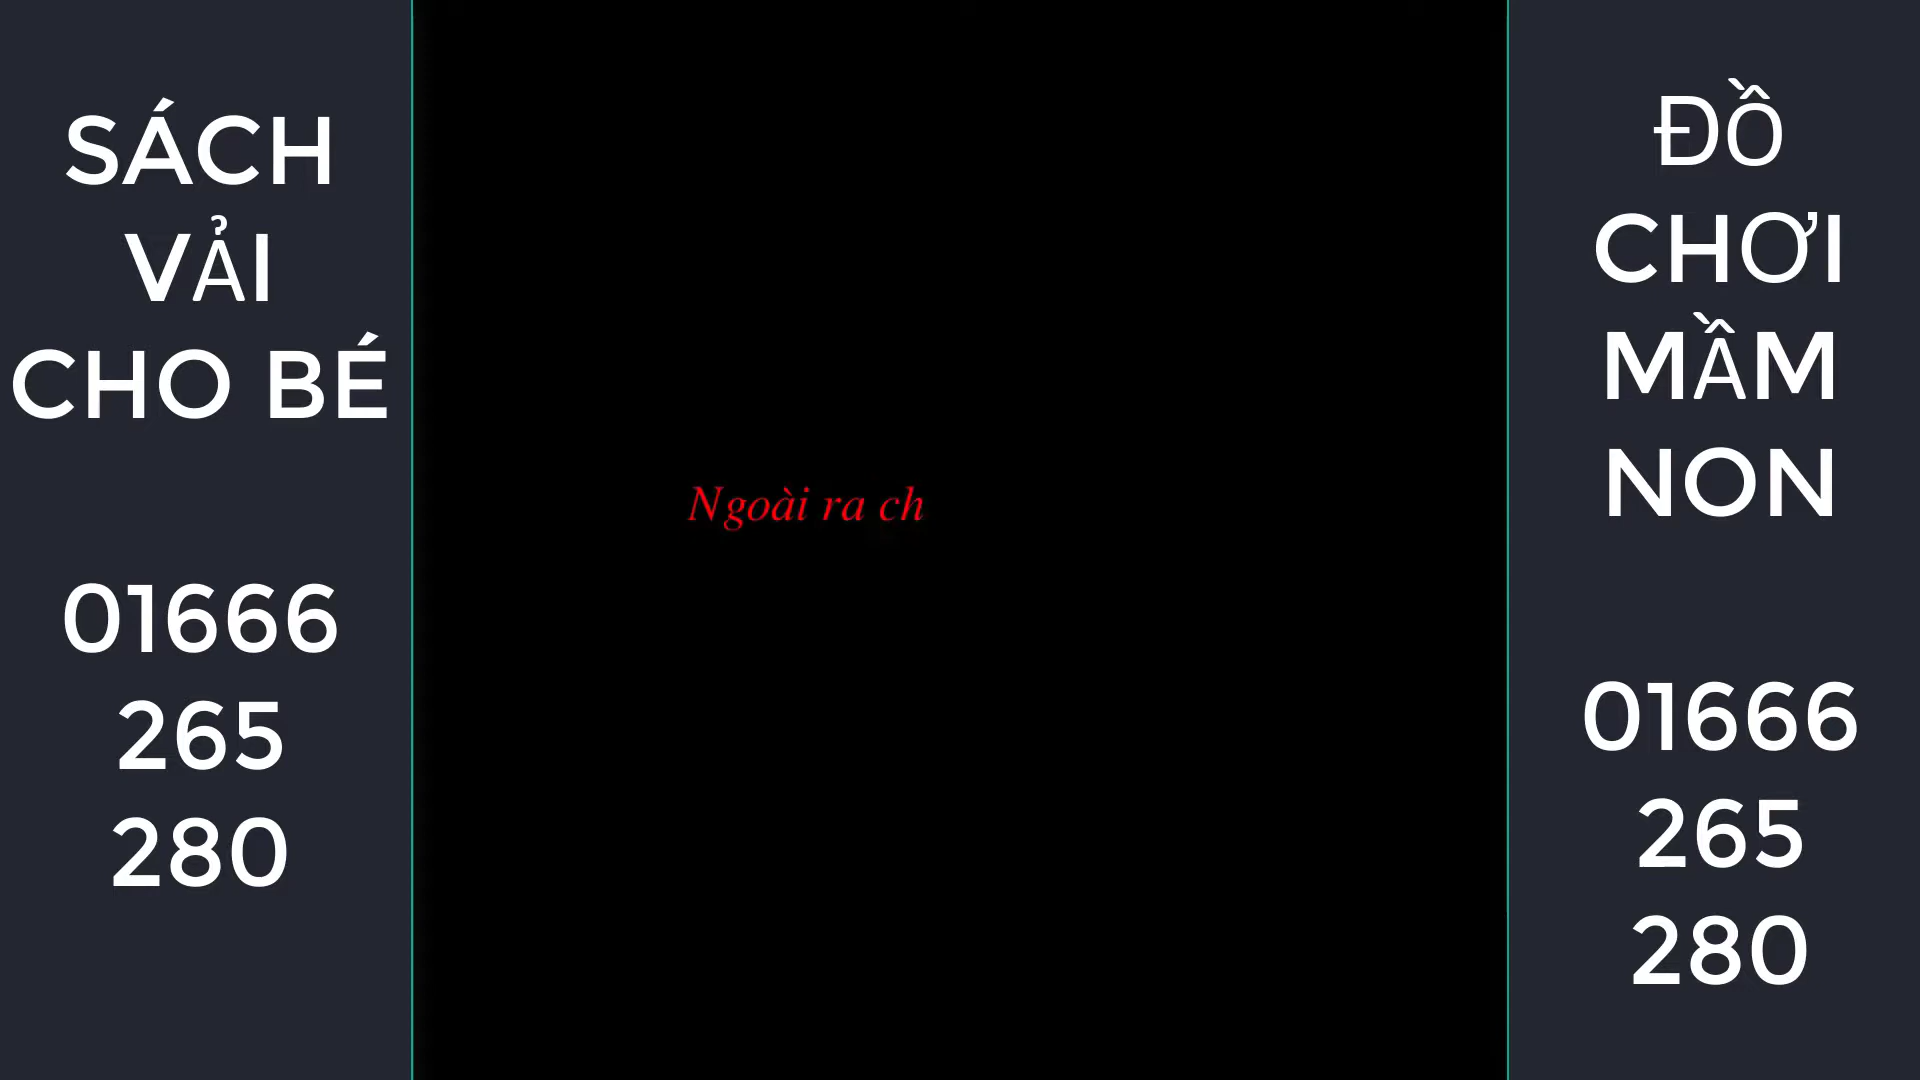 SÁCH
VẢI
CHO BÉ
01666
265
280
Ngoài ra ch
ĐỒ
CHƠI
MẦM
NON
01666
265
280